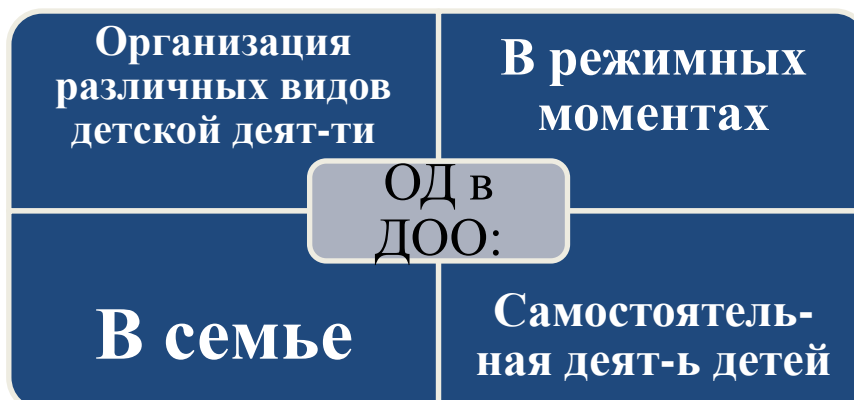 Организация
различных видов
детской деят-ти
В режимных
моментах
ОД в
ДОО:
В семье
Самостоятель-
ная деят-ь детей